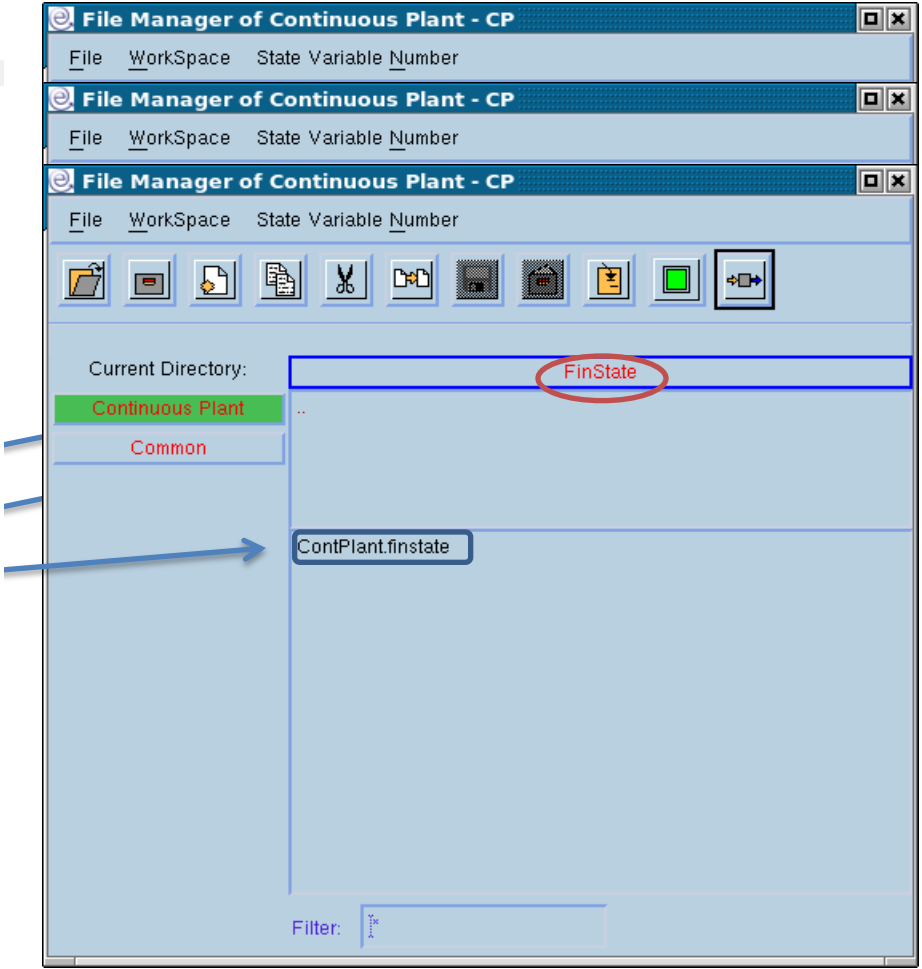 File Manager of Continuous Plant - CP
File WorkSpace State Variable Number
File Manager of Continuous Plant - CP
File WorkSpace State Variable Number
File Manager of Continuous Plant - CP
File WorkSpace State Variable Number
Current Directory: FinState
Continuous Plant ..
Common
ContPlant.finstate
Filter: *